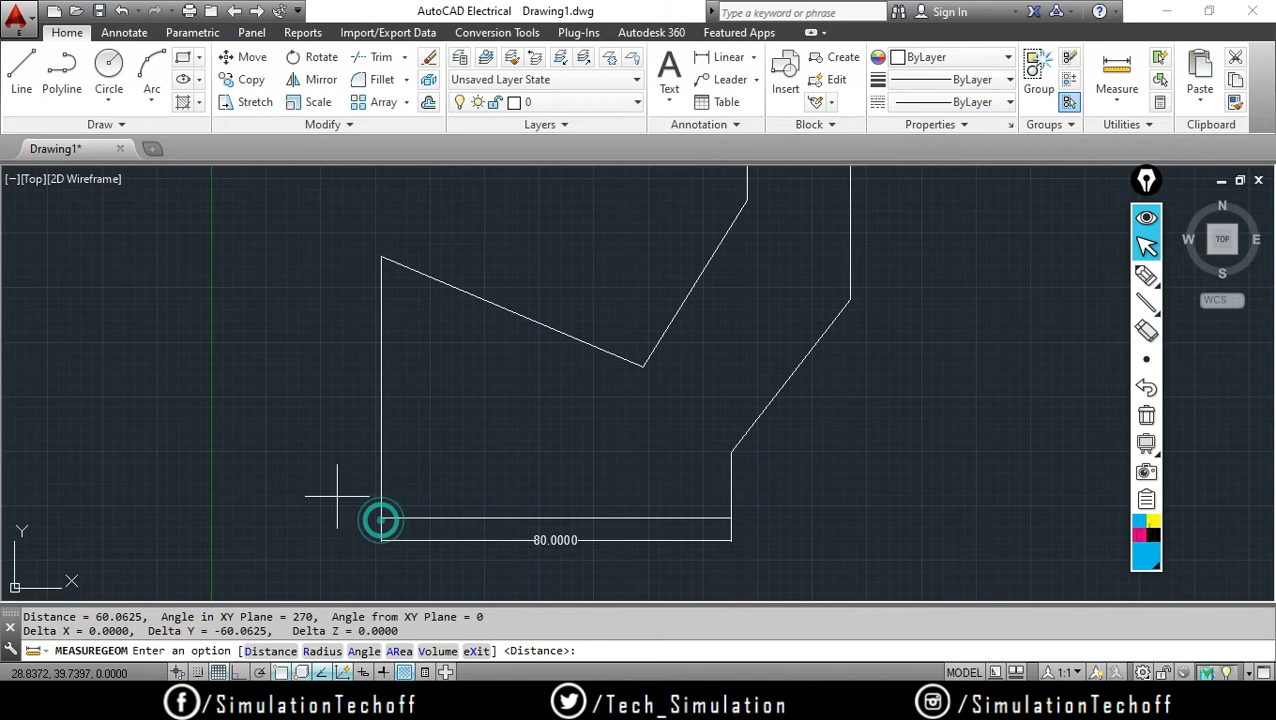 AutoCAD Electrical Drawing1.dwg
Type a keyword or phrase
Sign In
Home Annotate Parametric Panel Reports Import/Export Data Conversion Tools Plug-Ins Autodesk 360 Featured Apps
Move Rotate Trim Linear Create ByLayer
Unsaved Layer State
Line Polyline Circle Arc Copy Mirror Fillet Text Leader Insert Edit ByLayer Group Measure Paste
Stretch Scale Array 0 Table ByLayer
Draw Modify Layers Annotation Block Properties Groups Utilities Clipboard
Drawing1*
[−][Top][2D Wireframe]
N
W TOP E
S
WCS
80.0000
Y
X
Distance = 60.0625, Angle in XY Plane = 270, Angle from XY Plane = 0
Delta X = 0.0000, Delta Y = -60.0625, Delta Z = 0.0000
MEASUREGEOM Enter an option [Distance Radius Angle ARea Volume eXit] <Distance>:
28.8372, 39.7397, 0.0000
MODEL 1:1
/SimulationTechoff /Tech_Simulation /SimulationTechoff